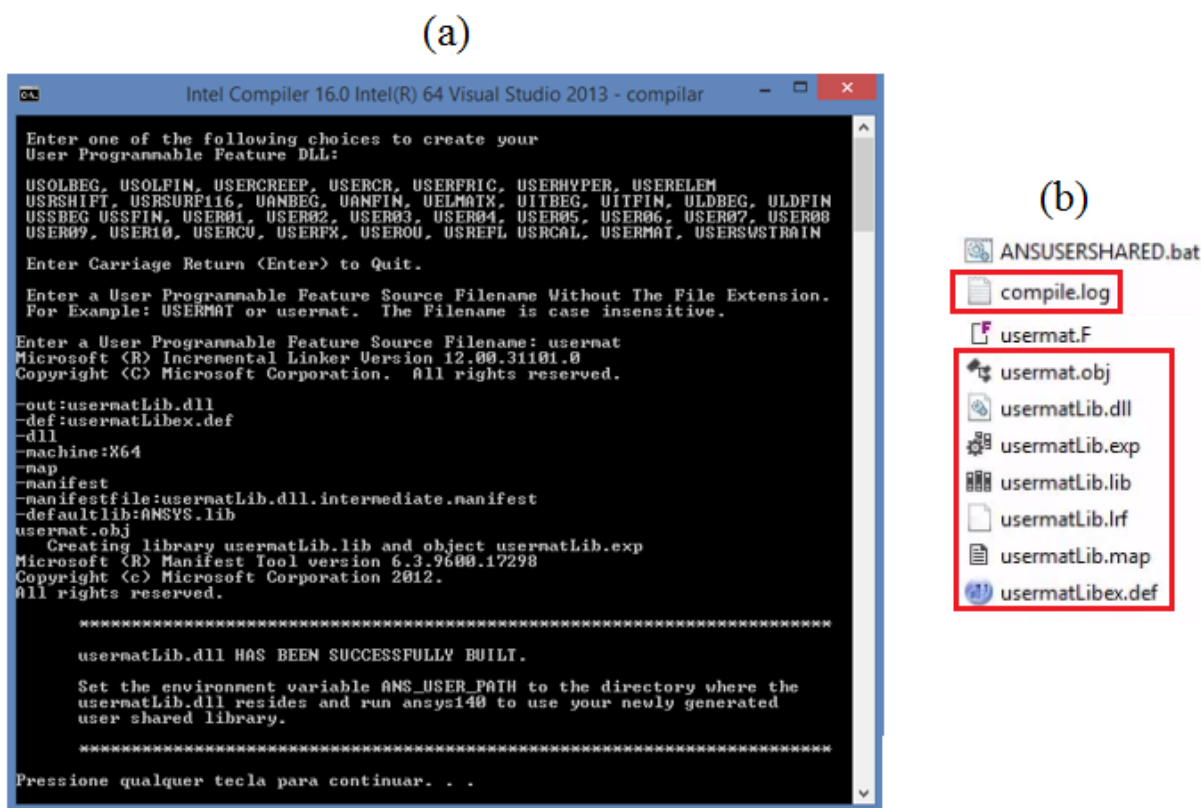 (a)
Intel Compiler 16.0 Intel(R) 64 Visual Studio 2013 - compilar
Enter one of the following choices to create your
User Programmable Feature DLL:
USOLBEG, USOLFIN, USERCREEP, USERCR, USERFRIC, USERHYPER, USERELEM
USRSHIFT, USRSURF116, UANBEG, UANFIN, UELMATX, UITBEG, UITFIN, ULDBEG, ULDFIN
USSBEG USSFIN, USER01, USER02, USER03, USER04, USER05, USER06, USER07, USER08
USER09, USER10, USERCV, USERFX, USEROU, USREFL USRCAL, USERMAT, USERSWSTRAIN
Enter Carriage Return (Enter) to Quit.
Enter a User Programmable Feature Source Filename Without The File Extension.
For Example: USERMAT or usermat. The Filename is case insensitive.
Enter a User Programmable Feature Source Filename: usermat
Microsoft (R) Incremental Linker Version 12.00.31101.0
Copyright (C) Microsoft Corporation. All rights reserved.
-out:usermatLib.dll
-def:usermatLibex.def
-dll
-machine:X64
-map
-manifest
-manifestfile:usermatLib.dll.intermediate.manifest
-defaultlib:ANSYS.lib
usermat.obj
Creating library usermatLib.lib and object usermatLib.exp
Microsoft (R) Manifest Tool version 6.3.9600.17298
Copyright (c) Microsoft Corporation 2012.
All rights reserved.
************************************************************************
usermatLib.dll HAS BEEN SUCCESSFULLY BUILT.
Set the environment variable ANS_USER_PATH to the directory where the
usermatLib.dll resides and run ansys140 to use your newly generated
user shared library.
************************************************************************
Pressione qualquer tecla para continuar. . .
(b)
ANSUSERSHARED.bat
compile.log
usermat.F
usermat.obj
usermatLib.dll
usermatLib.exp
usermatLib.lib
usermatLib.lrf
usermatLib.map
usermatLibex.def